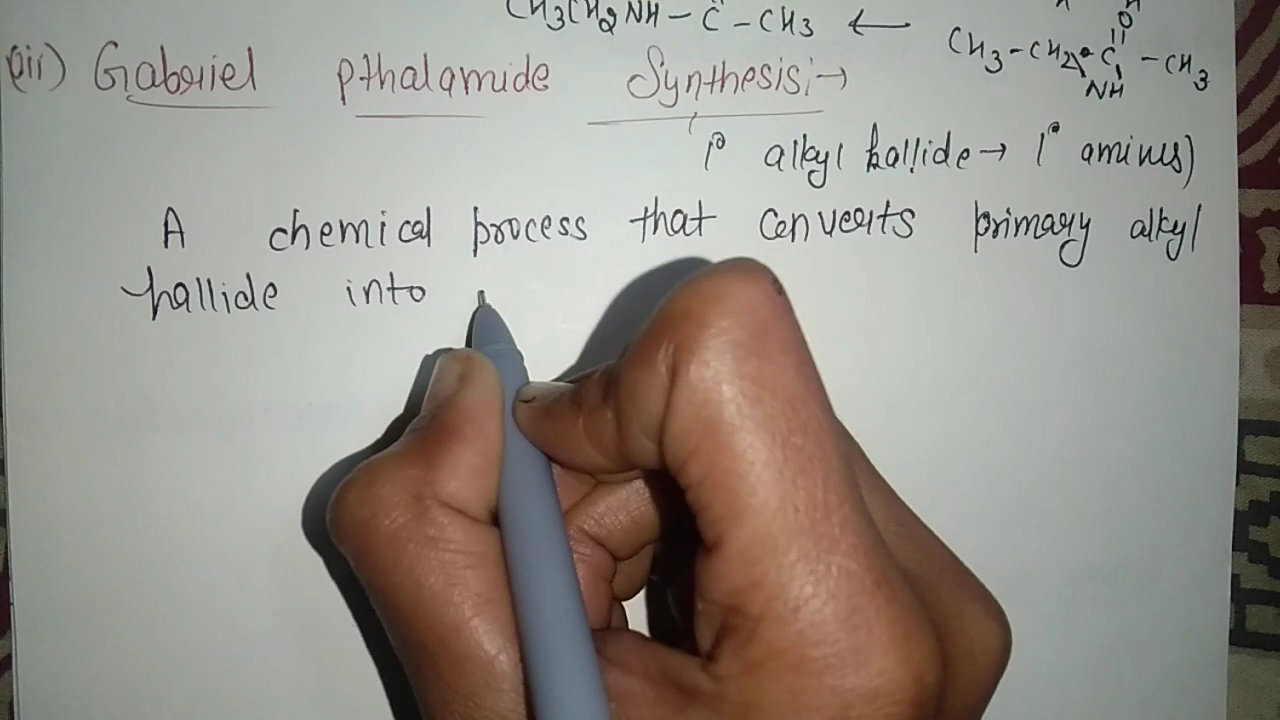 CH3CH2NH - C - CH3 ←
CH3-CH2 C - CH3
O
NH
(iii) Gabriel pthalamide Synthesis:→
(1° alkyl hallide → 1° amines)
A chemical process that converts primary alkyl
hallide into